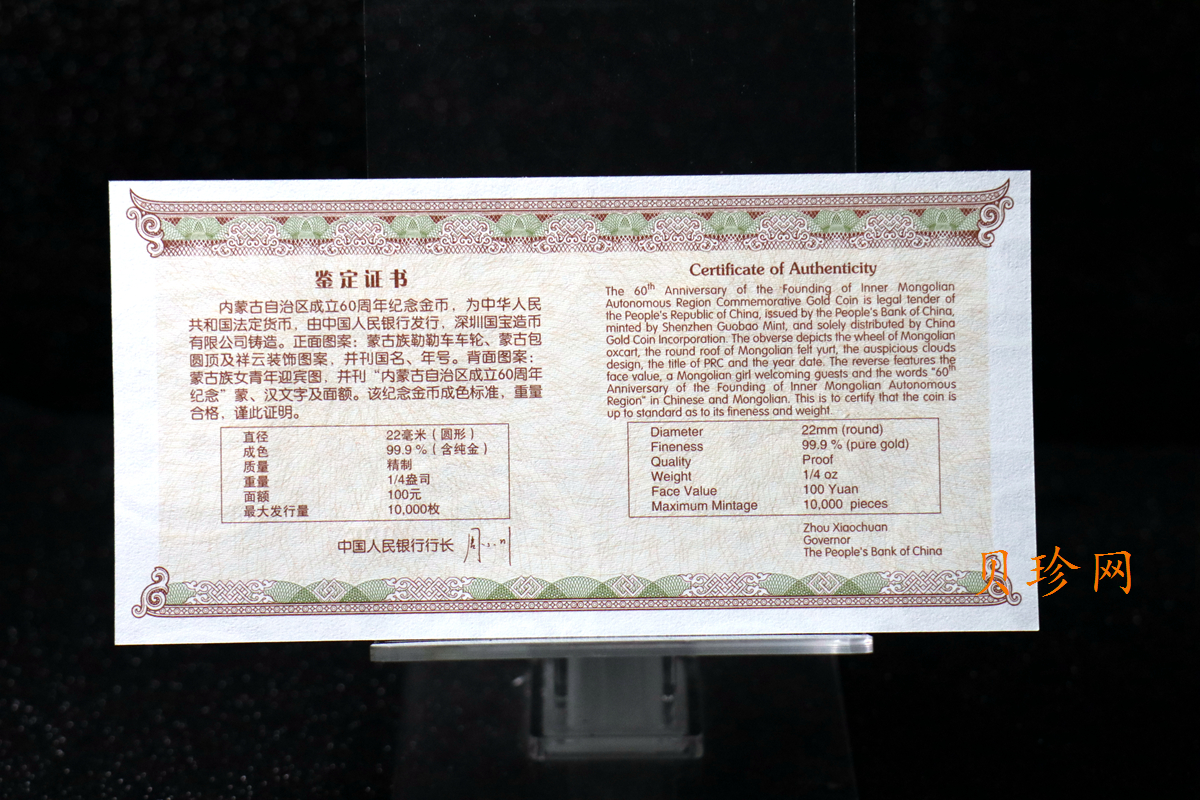 鉴定证书
内蒙古自治区成立60周年纪念金币，为中华人民
共和国法定货币，由中国人民银行发行，深圳国宝造币
有限公司铸造。正面图案：蒙古族勒勒车车轮、蒙古包
圆顶及祥云装饰图案，并刊国名、年号。背面图案：
蒙古族女青年迎宾图，并刊“内蒙古自治区成立60周年
纪念”蒙、汉文字及面额。该纪念金币成色标准，重量
合格，谨此证明。
直径 22毫米（圆形）
成色 99.9％（含纯金）
质量 精制
重量 1/4盎司
面额 100元
最大发行量 10,000枚
中国人民银行行长
Certificate of Authenticity
The 60th Anniversary of the Founding of Inner Mongolian
Autonomous Region Commemorative Gold Coin is legal tender of
the People's Republic of China, issued by the People's Bank of China,
minted by Shenzhen Guobao Mint, and solely distributed by China
Gold Coin Incorporation. The obverse depicts the wheel of Mongolian
oxcart, the round roof of Mongolian felt yurt, the auspicious clouds
design, the title of PRC and the year date. The reverse features the
face value, a Mongolian girl welcoming guests and the words "60th
Anniversary of the Founding of Inner Mongolian Autonomous
Region" in Chinese and Mongolian. This is to certify that the coin is
up to standard as to its fineness and weight.
Diameter 22mm (round)
Fineness 99.9 % (pure gold)
Quality Proof
Weight 1/4 oz
Face Value 100 Yuan
Maximum Mintage 10,000 pieces
Zhou Xiaochuan
Governor
The People's Bank of China
贝珍网